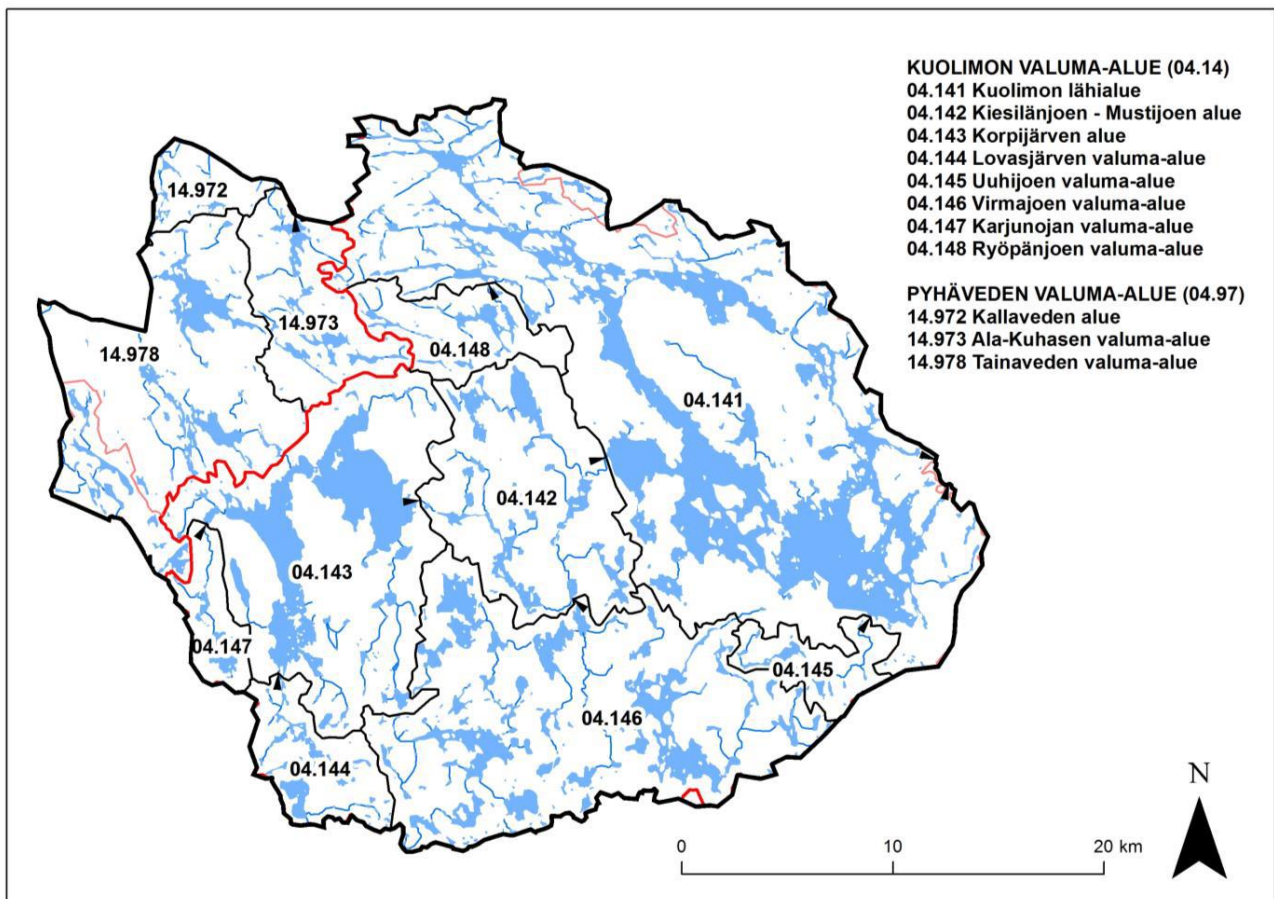 KUOLIMON VALUMA-ALUE (04.14)
04.141 Kuolimon lähialue
04.142 Kiesilänjoen - Mustijoen alue
04.143 Korpijärven alue
04.144 Lovasjärven valuma-alue
04.145 Uuhijoen valuma-alue
04.146 Virmajoen valuma-alue
04.147 Karjunojan valuma-alue
04.148 Ryöpänjoen valuma-alue
PYHÄVEDEN VALUMA-ALUE (04.97)
14.972 Kallaveden alue
14.973 Ala-Kuhasen valuma-alue
14.978 Tainaveden valuma-alue
14.972
14.973
14.978
04.148
04.141
04.142
04.143
04.147
04.145
04.146
04.144
N
0 10 20 km